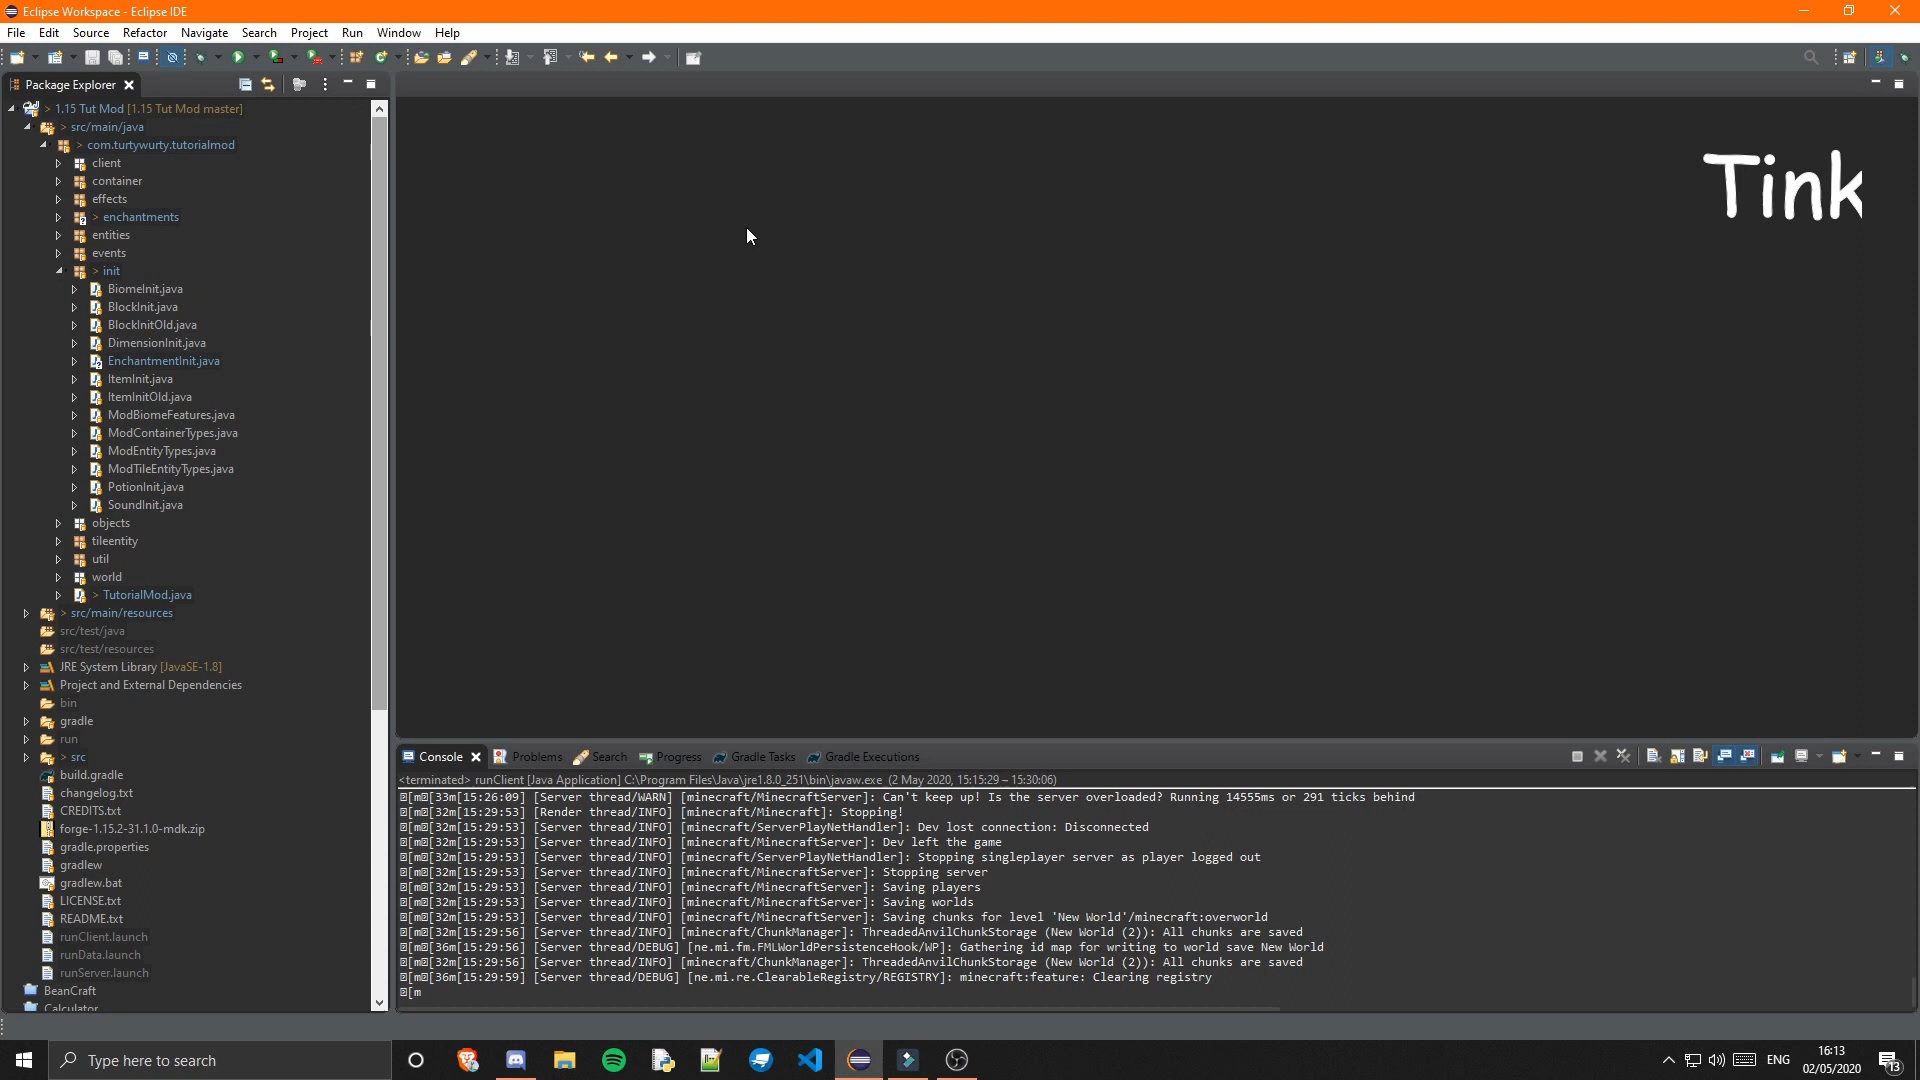 Eclipse Workspace - Eclipse IDE
File Edit Source Refactor Navigate Search Project Run Window Help
Package Explorer
> 1.15 Tut Mod [1.15 Tut Mod master]
> src/main/java
> com.turtywurty.tutorialmod
client
container
effects
> enchantments
entities
events
> init
BiomeInit.java
BlockInit.java
BlockInitOld.java
DimensionInit.java
EnchantmentInit.java
ItemInit.java
ItemInitOld.java
ModBiomeFeatures.java
ModContainerTypes.java
ModEntityTypes.java
ModTileEntityTypes.java
PotionInit.java
SoundInit.java
objects
tileentity
util
world
> TutorialMod.java
> src/main/resources
src/test/java
src/test/resources
JRE System Library [JavaSE-1.8]
Project and External Dependencies
bin
gradle
run
> src
build.gradle
changelog.txt
CREDITS.txt
forge-1.15.2-31.1.0-mdk.zip
gradle.properties
gradlew
gradlew.bat
LICENSE.txt
README.txt
runClient.launch
runData.launch
runServer.launch
BeanCraft
Calculator
Tink
Console Problems Search Progress Gradle Tasks Gradle Executions
<terminated> runClient [Java Application] C:\Program Files\Java\jre1.8.0_251\bin\javaw.exe (2 May 2020, 15:15:29 – 15:30:06)
[m[33m[15:26:09] [Server thread/WARN] [minecraft/MinecraftServer]: Can't keep up! Is the server overloaded? Running 14555ms or 291 ticks behind
[m[32m[15:29:53] [Render thread/INFO] [minecraft/Minecraft]: Stopping!
[m[32m[15:29:53] [Server thread/INFO] [minecraft/ServerPlayNetHandler]: Dev lost connection: Disconnected
[m[32m[15:29:53] [Server thread/INFO] [minecraft/MinecraftServer]: Dev left the game
[m[32m[15:29:53] [Server thread/INFO] [minecraft/ServerPlayNetHandler]: Stopping singleplayer server as player logged out
[m[32m[15:29:53] [Server thread/INFO] [minecraft/MinecraftServer]: Stopping server
[m[32m[15:29:53] [Server thread/INFO] [minecraft/MinecraftServer]: Saving players
[m[32m[15:29:53] [Server thread/INFO] [minecraft/MinecraftServer]: Saving worlds
[m[32m[15:29:53] [Server thread/INFO] [minecraft/MinecraftServer]: Saving chunks for level 'New World'/minecraft:overworld
[m[32m[15:29:56] [Server thread/INFO] [minecraft/ChunkManager]: ThreadedAnvilChunkStorage (New World (2)): All chunks are saved
[m[36m[15:29:56] [Server thread/DEBUG] [ne.mi.fm.FMLWorldPersistenceHook/WP]: Gathering id map for writing to world save New World
[m[32m[15:29:56] [Server thread/INFO] [minecraft/ChunkManager]: ThreadedAnvilChunkStorage (New World (2)): All chunks are saved
[m[36m[15:29:59] [Server thread/DEBUG] [ne.mi.re.ClearableRegistry/REGISTRY]: minecraft:feature: Clearing registry
[m
Type here to search
ENG
16:13
02/05/2020
13